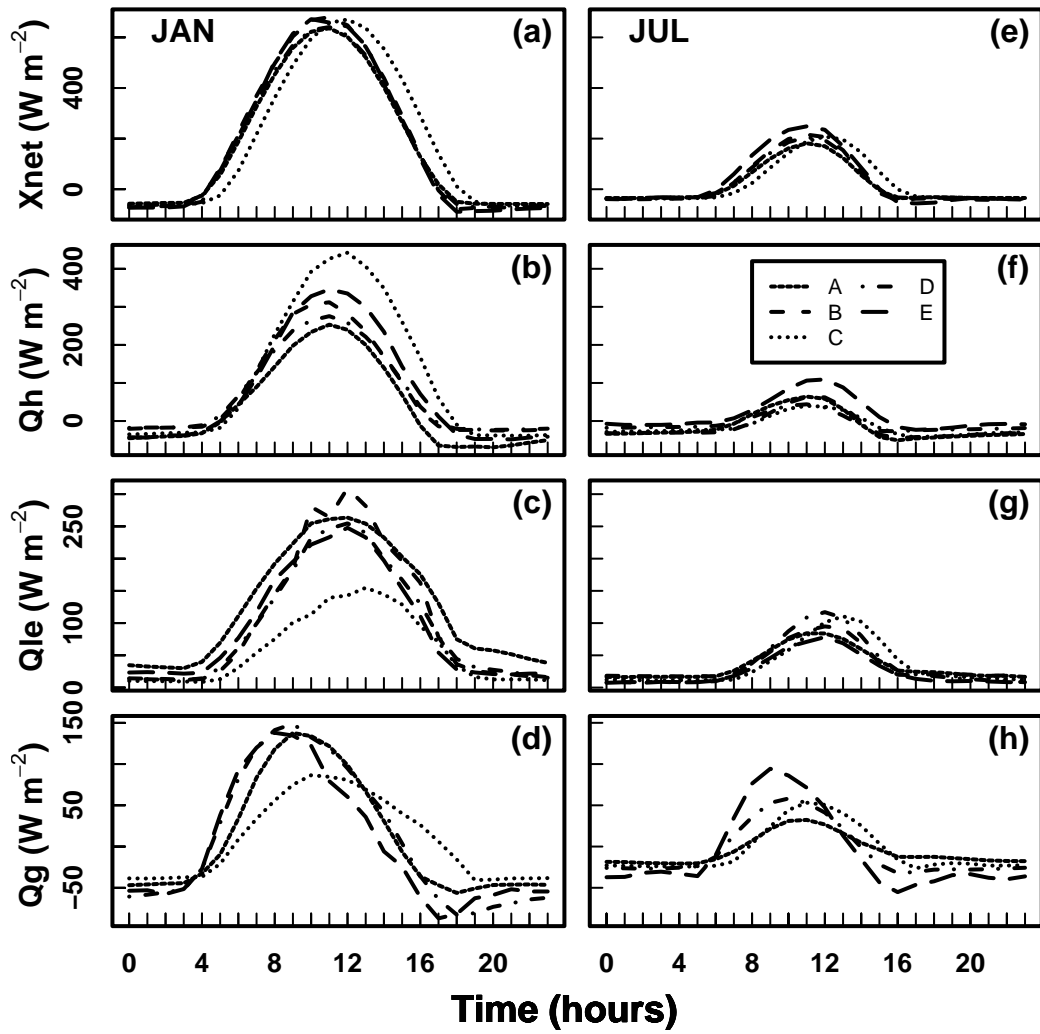 JAN
(a)
JUL
(e)
Xnet (W m−2)
400
0
(b)
(f)
Qh (W m−2)
400
200
0
A
D
B
E
C
(c)
(g)
Qle (W m−2)
250
100
0
(d)
(h)
Qg (W m−2)
150
50
−50
0 4 8 12 16 20
0 4 8 12 16 20
Time (hours)